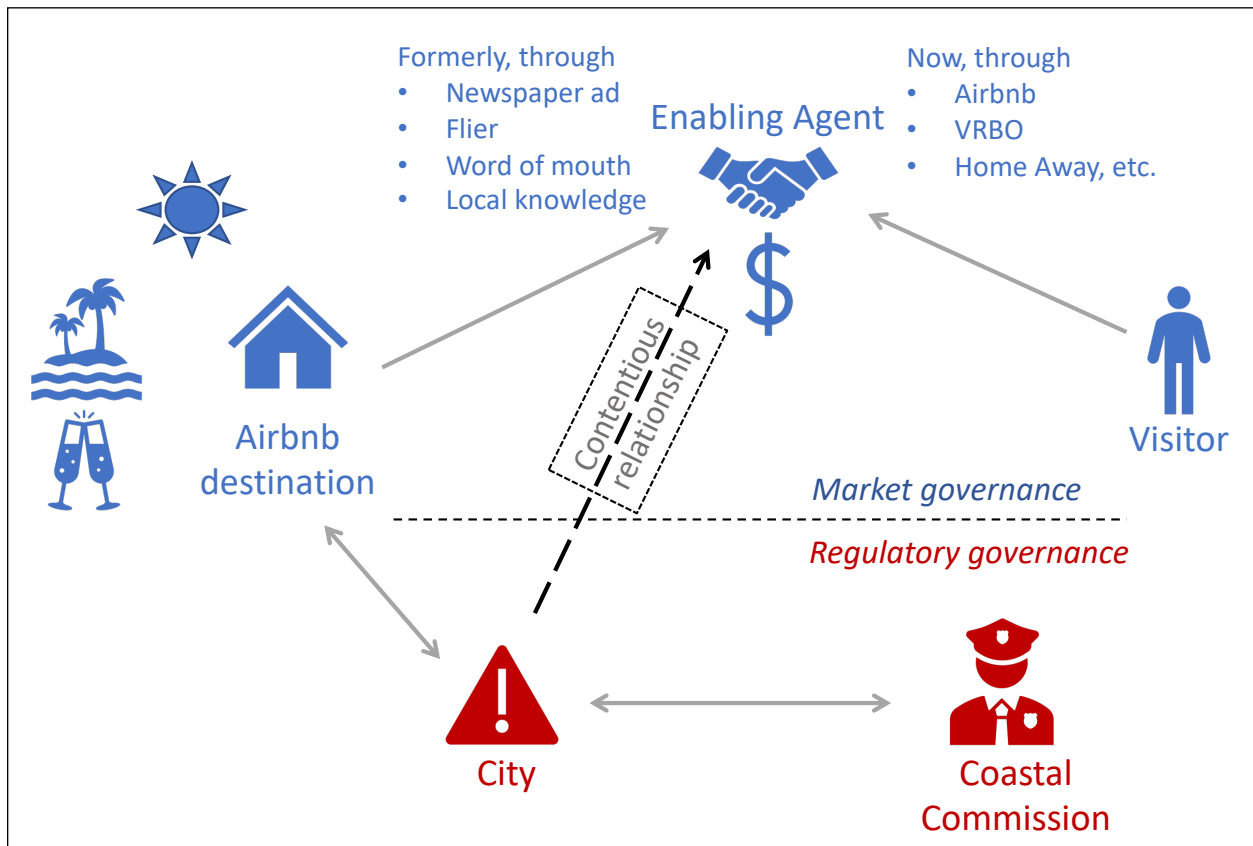 Formerly, through
• Newspaper ad
• Flier
• Word of mouth
• Local knowledge
Enabling Agent
Now, through
• Airbnb
• VRBO
• Home Away, etc.
$
Contentious
relationship
Airbnb
destination
Visitor
Market governance
Regulatory governance
City
Coastal
Commission